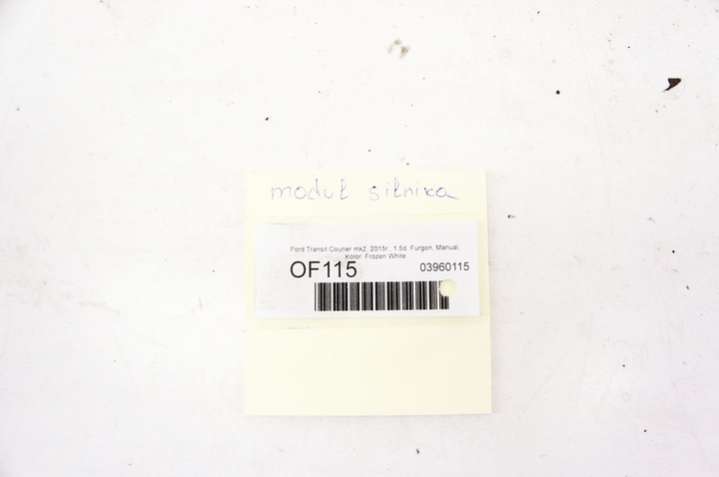 moduł silnika
Ford Transit Courier mk2, 2015r., 1.5d, Furgon, Manual,
Kolor: Frozen White
OF115
03960115